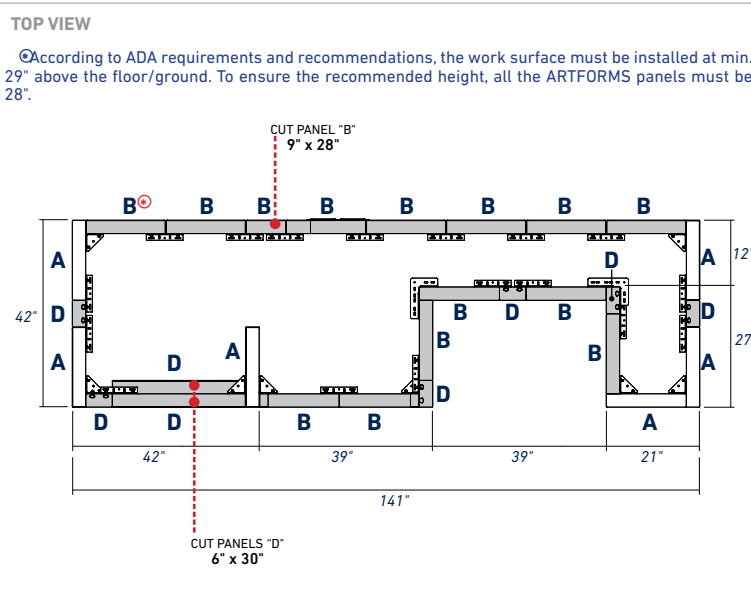 TOP VIEW
*According to ADA requirements and recommendations, the work surface must be installed at min.
29" above the floor/ground. To ensure the recommended height, all the ARTFORMS panels must be
28".
CUT PANEL "B"
9" x 28"
B* B B B B B B B
A A 12"
D
42" D D
B D B
27"
B B
A D A A
D
D D B B A
42" 39" 39" 21"
141"
CUT PANELS "D"
6" x 30"